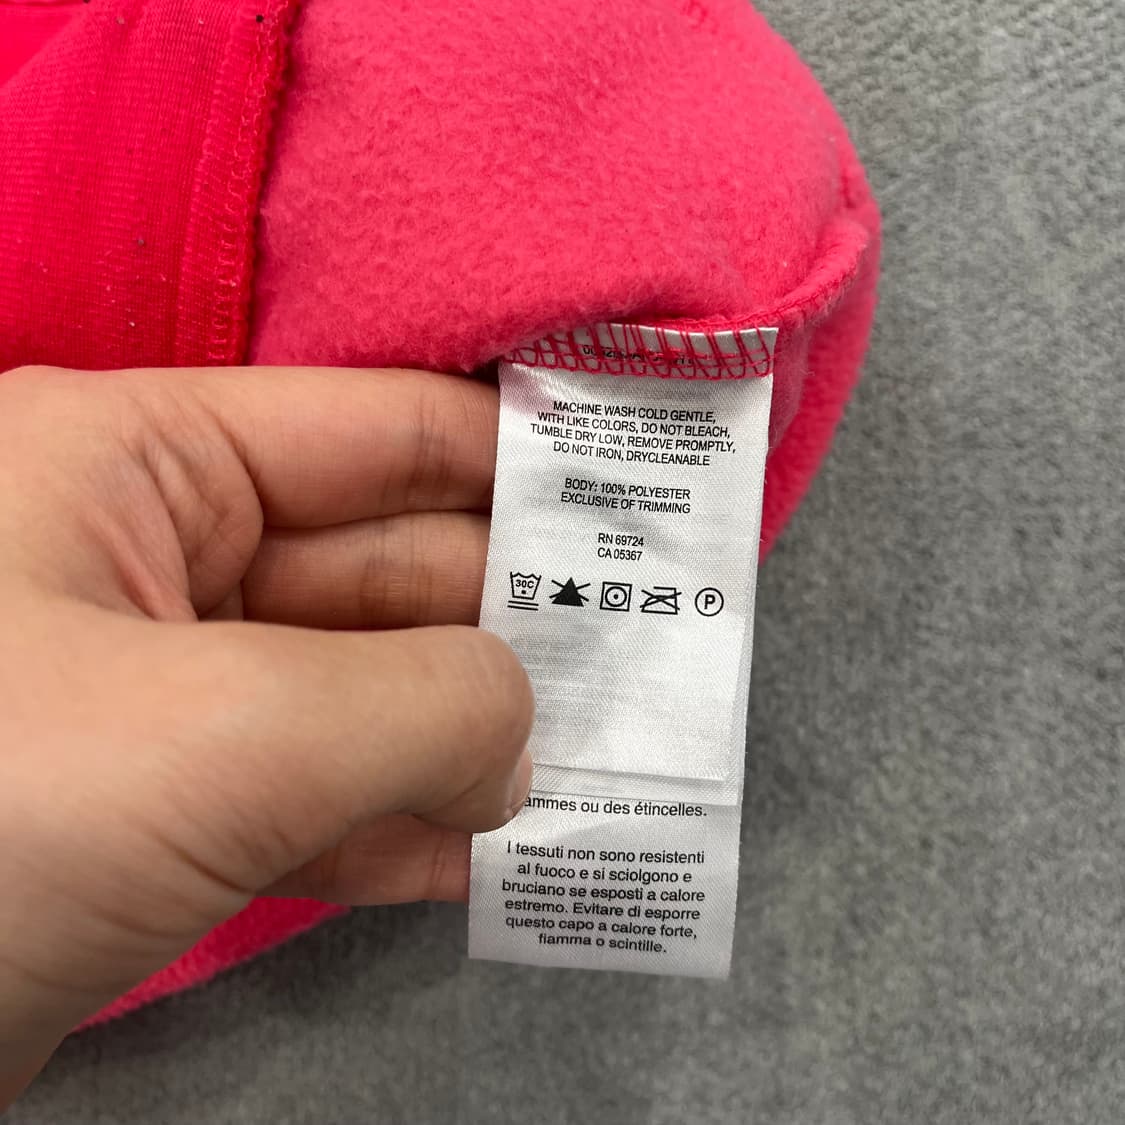 MACHINE WASH COLD GENTLE,
WITH LIKE COLORS, DO NOT BLEACH,
TUMBLE DRY LOW, REMOVE PROMPTLY,
DO NOT IRON, DRYCLEANABLE
BODY: 100% POLYESTER
EXCLUSIVE OF TRIMMING
RN 69724
CA 05367
30C
P
ammes ou des étincelles.
I tessuti non sono resistenti
al fuoco e si sciolgono e
bruciano se esposti a calore
estremo. Evitare di esporre
questo capo a calore forte,
fiamma o scintille.